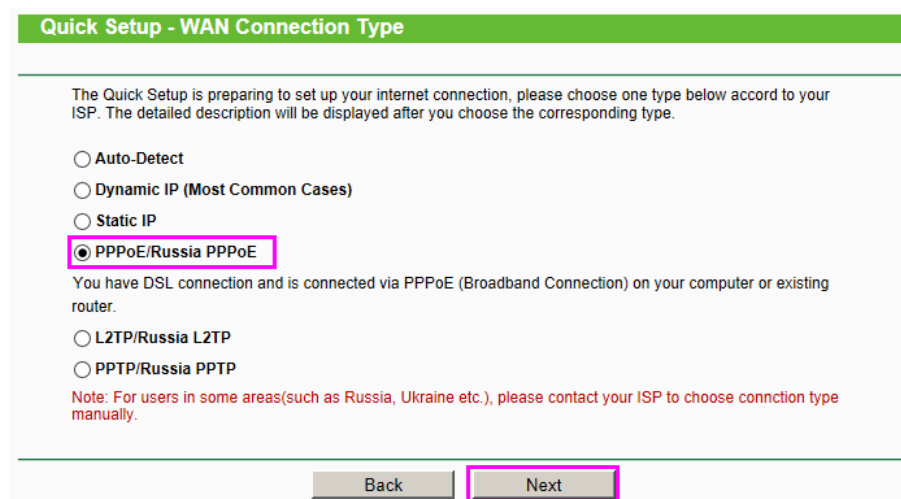 Quick Setup - WAN Connection Type
The Quick Setup is preparing to set up your internet connection, please choose one type below accord to your
ISP. The detailed description will be displayed after you choose the corresponding type.
Auto-Detect
Dynamic IP (Most Common Cases)
Static IP
PPPoE/Russia PPPoE
You have DSL connection and is connected via PPPoE (Broadband Connection) on your computer or existing
router.
L2TP/Russia L2TP
PPTP/Russia PPTP
Note: For users in some areas(such as Russia, Ukraine etc.), please contact your ISP to choose connction type
manually.
Back Next